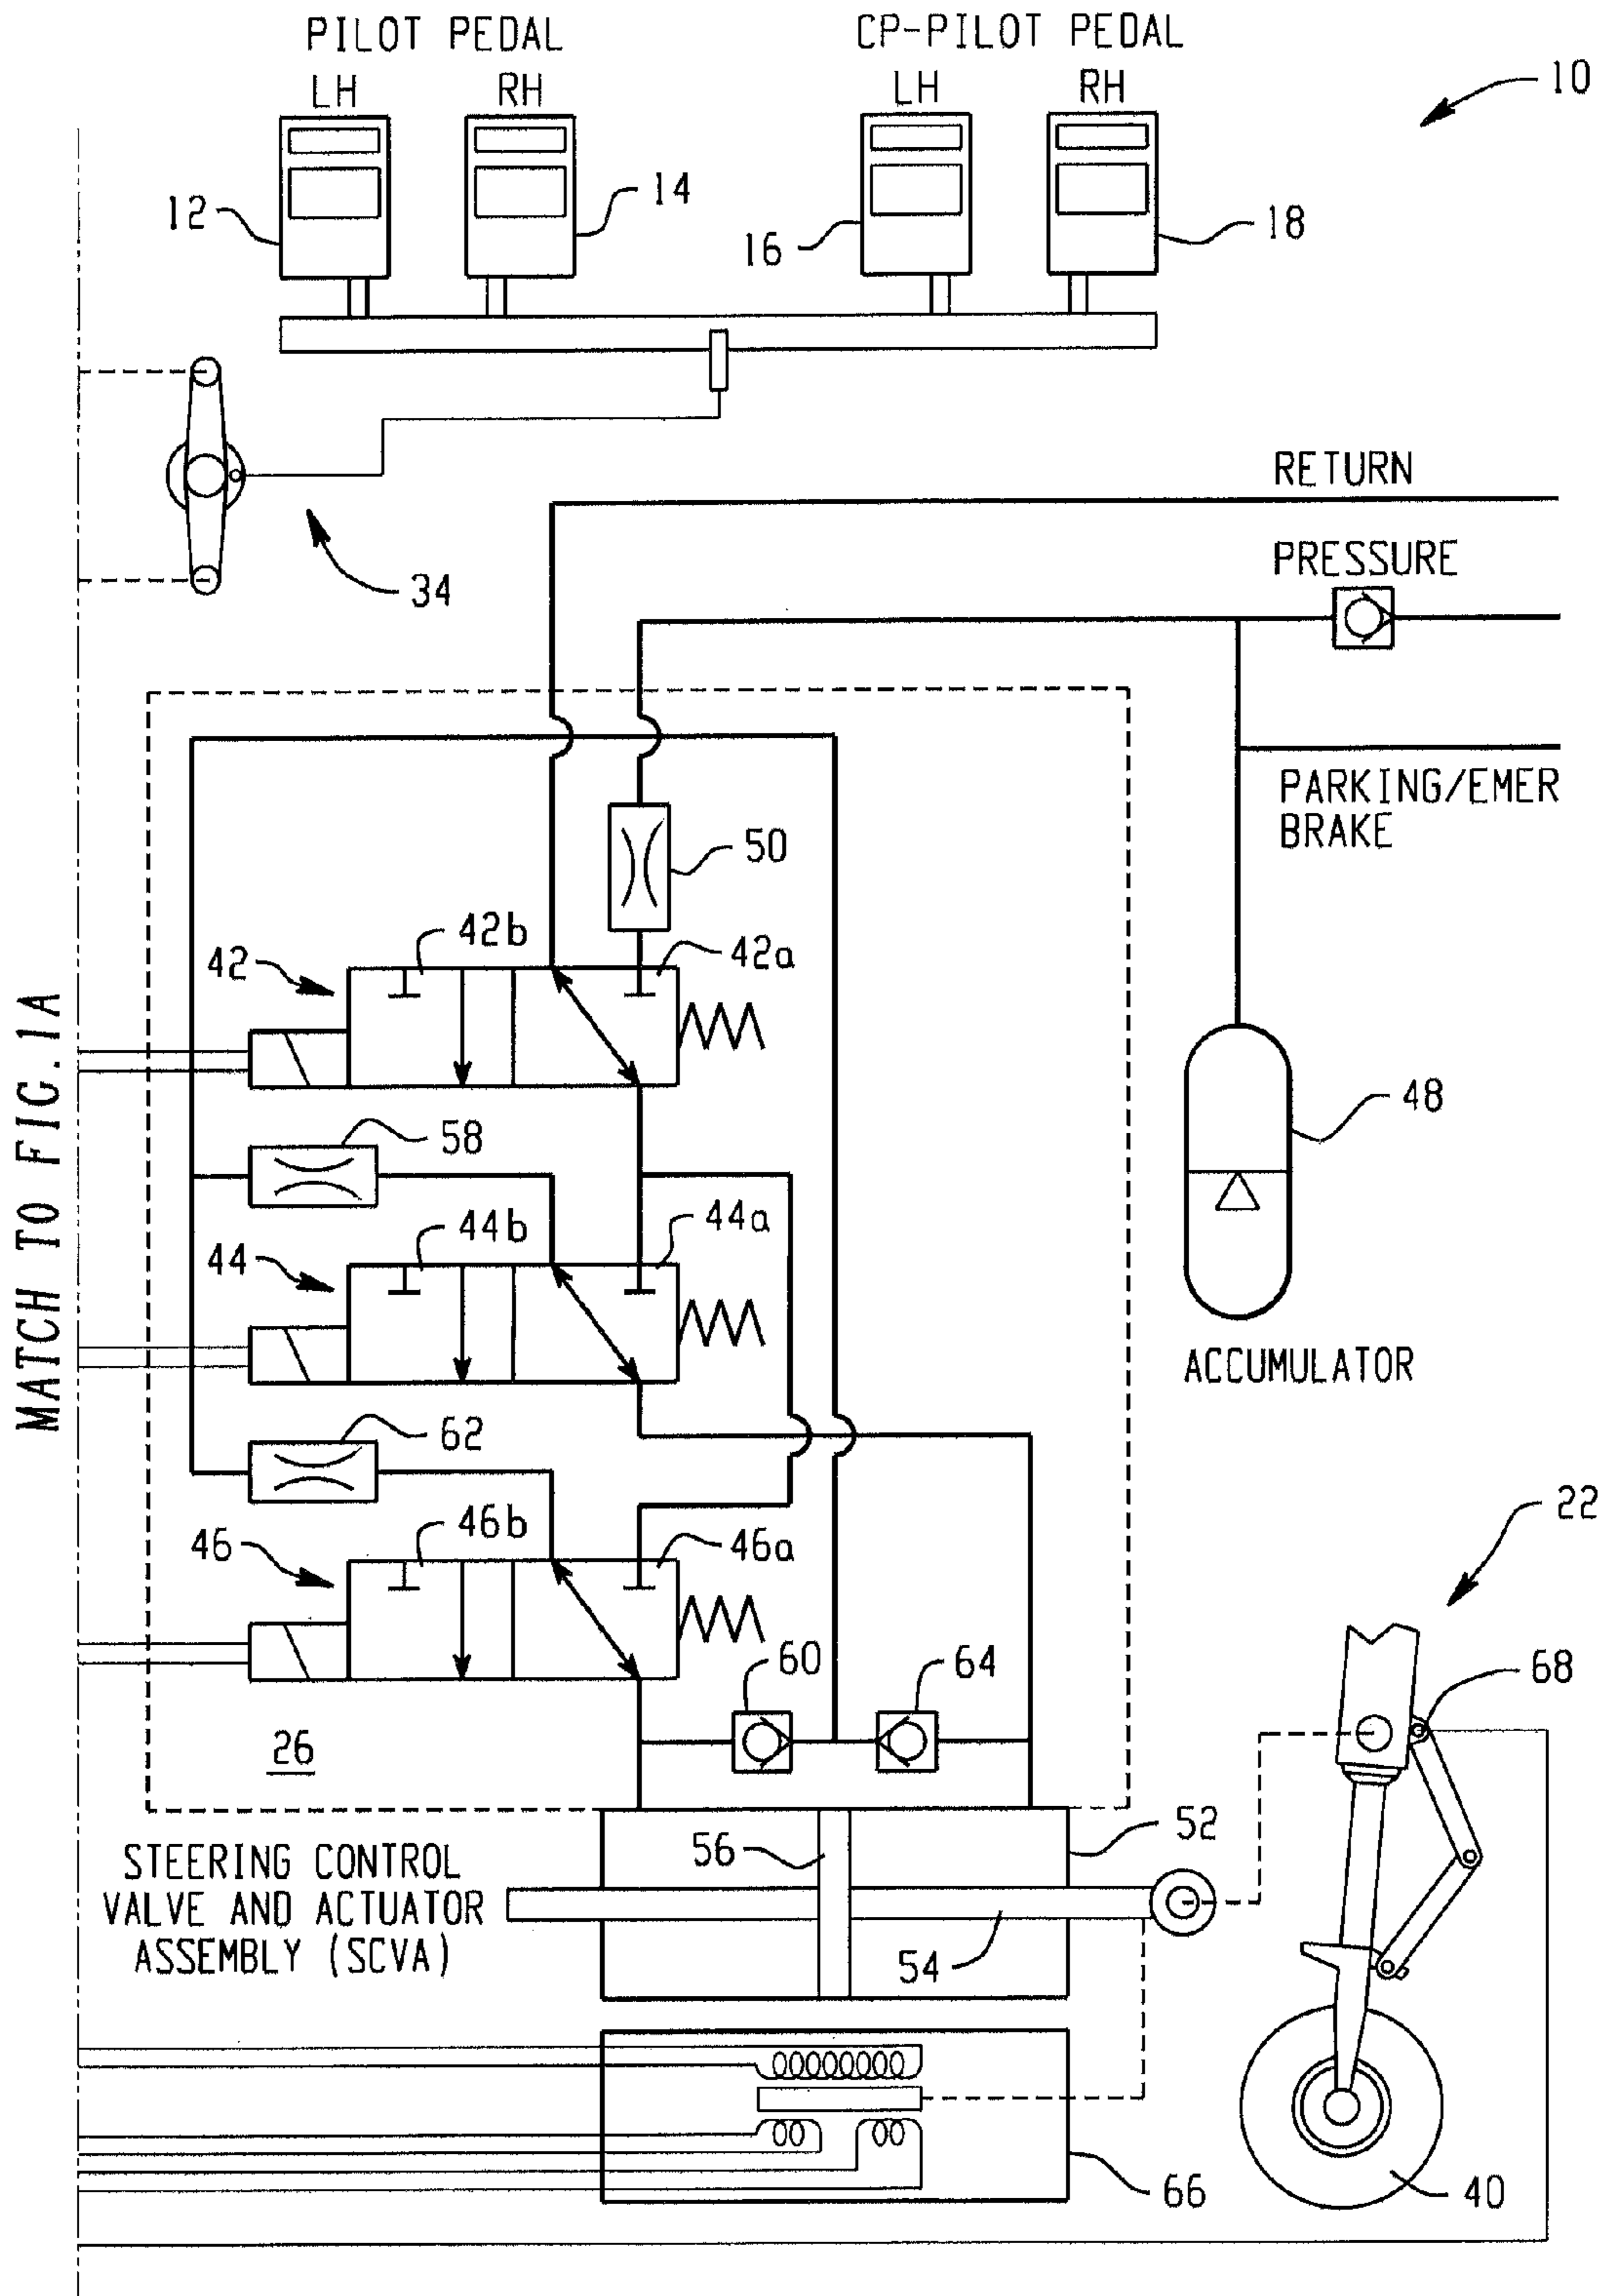 PILOT PEDAL
CP-PILOT PEDAL
LH
RH
LH
RH
10
12
14
16
18
34
RETURN
PRESSURE
PARKING/EMER
BRAKE
50
42
42b
42a
58
48
44
44b
44a
ACCUMULATOR
MATCH TO FIG.1A
62
46
46b
46a
22
60
64
68
26
52
56
54
STEERING CONTROL
VALVE AND ACTUATOR
ASSEMBLY (SCVA)
66
40